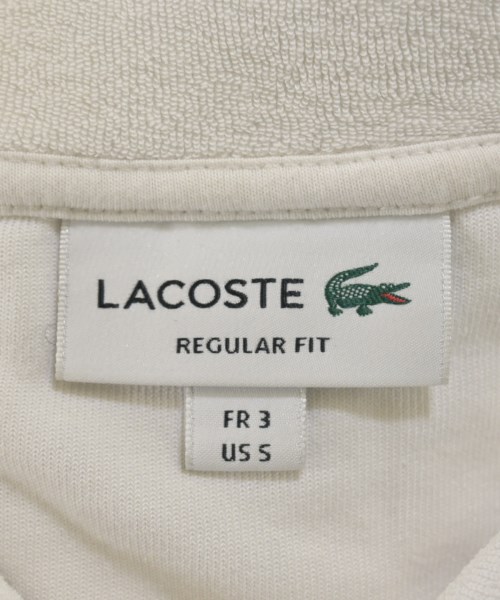 LACOSTE
REGULAR FIT
FR 3
US S